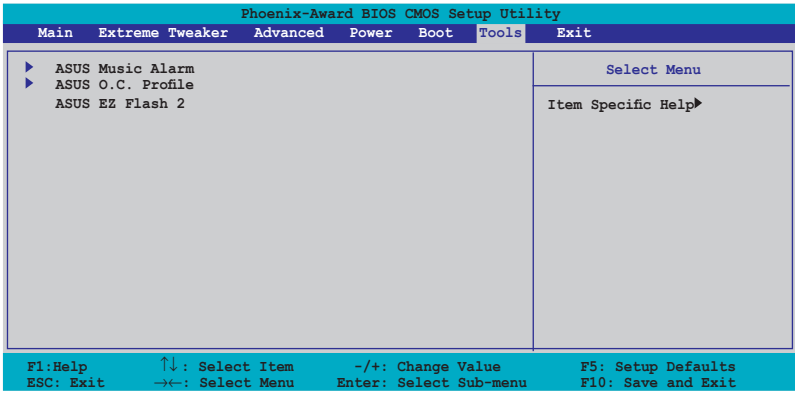 Phoenix-Award BIOS CMOS Setup Utility
Main Extreme Tweaker Advanced Power Boot Tools Exit
ASUS Music Alarm
ASUS O.C. Profile
ASUS EZ Flash 2
Select Menu
Item Specific Help
F1:Help ↑↓: Select Item -/+: Change Value F5: Setup Defaults
ESC: Exit →←: Select Menu Enter: Select Sub-menu F10: Save and Exit